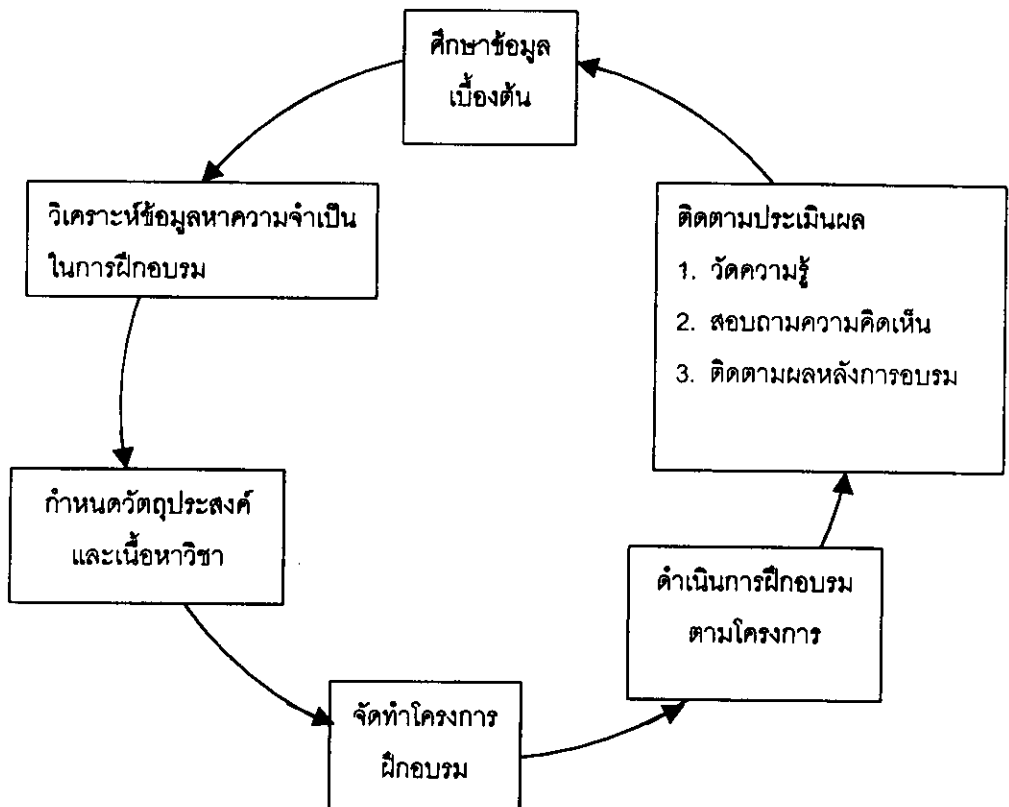 ศึกษาข้อมูล
เบื้องต้น
วิเคราะห์ข้อมูลหาความจำเป็น
ในการฝึกอบรม
กำหนดวัตถุประสงค์
และเนื้อหาวิชา
จัดทำโครงการ
ฝึกอบรม
ดำเนินการฝึกอบรม
ตามโครงการ
ติดตามประเมินผล
1. วัดความรู้
2. สอบถามความคิดเห็น
3. ติดตามผลหลังการอบรม